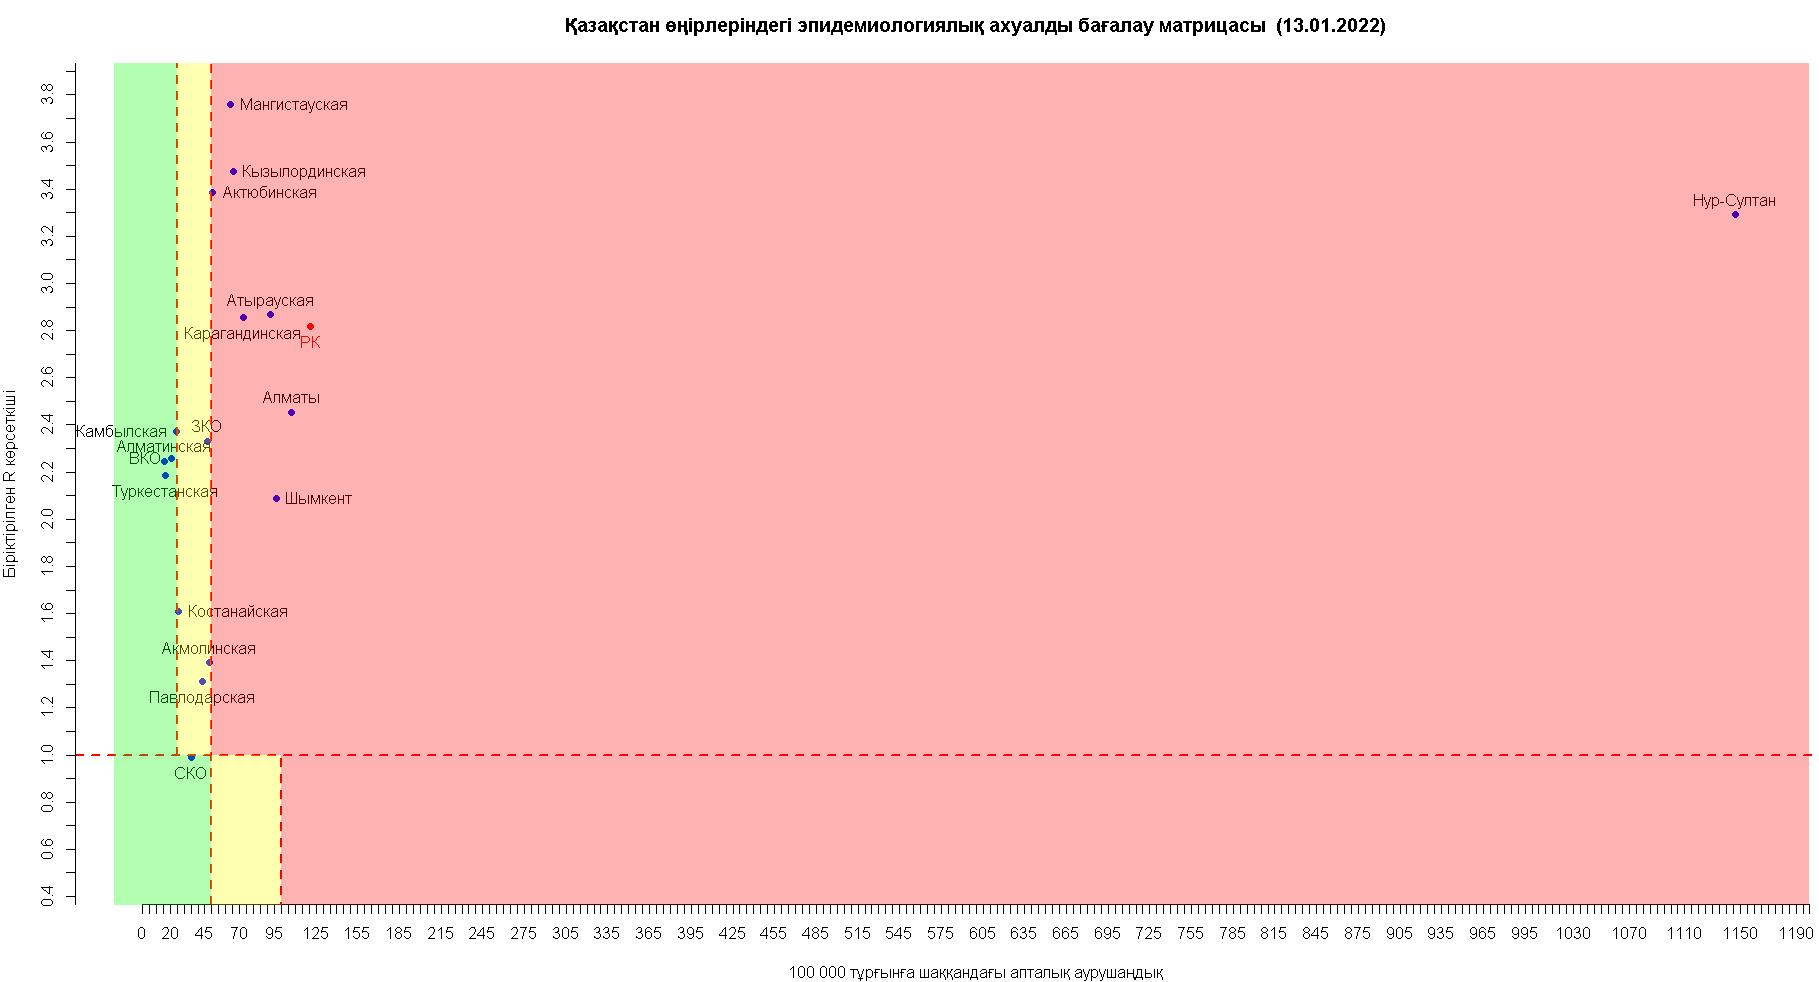 Қазақстан өңірлеріндегі эпидемиологиялық ахуалды бағалау матрицасы (13.01.2022)
Біріктірілген R көрсеткіші
3.8
3.6
3.4
3.2
3.0
2.8
2.6
2.4
2.2
2.0
1.8
1.6
1.4
1.2
1.0
0.8
0.6
0.4
Мангистауская
Кызылординская
Актюбинская
Нур-Султан
Атырауская
Карагандинская
РК
Алматы
ЗКО
Жамбылская
Алматинская
ВКО
Туркестанская
Шымкент
Костанайская
Акмолинская
Павлодарская
СКО
0 20 45 70 95 125 155 185 215 245 275 305 335 365 395 425 455 485 515 545 575 605 635 665 695 725 755 785 815 845 875 905 935 965 995 1030 1070 1110 1150 1190
100 000 тұрғынға шаққандағы апталық аурушаңдық